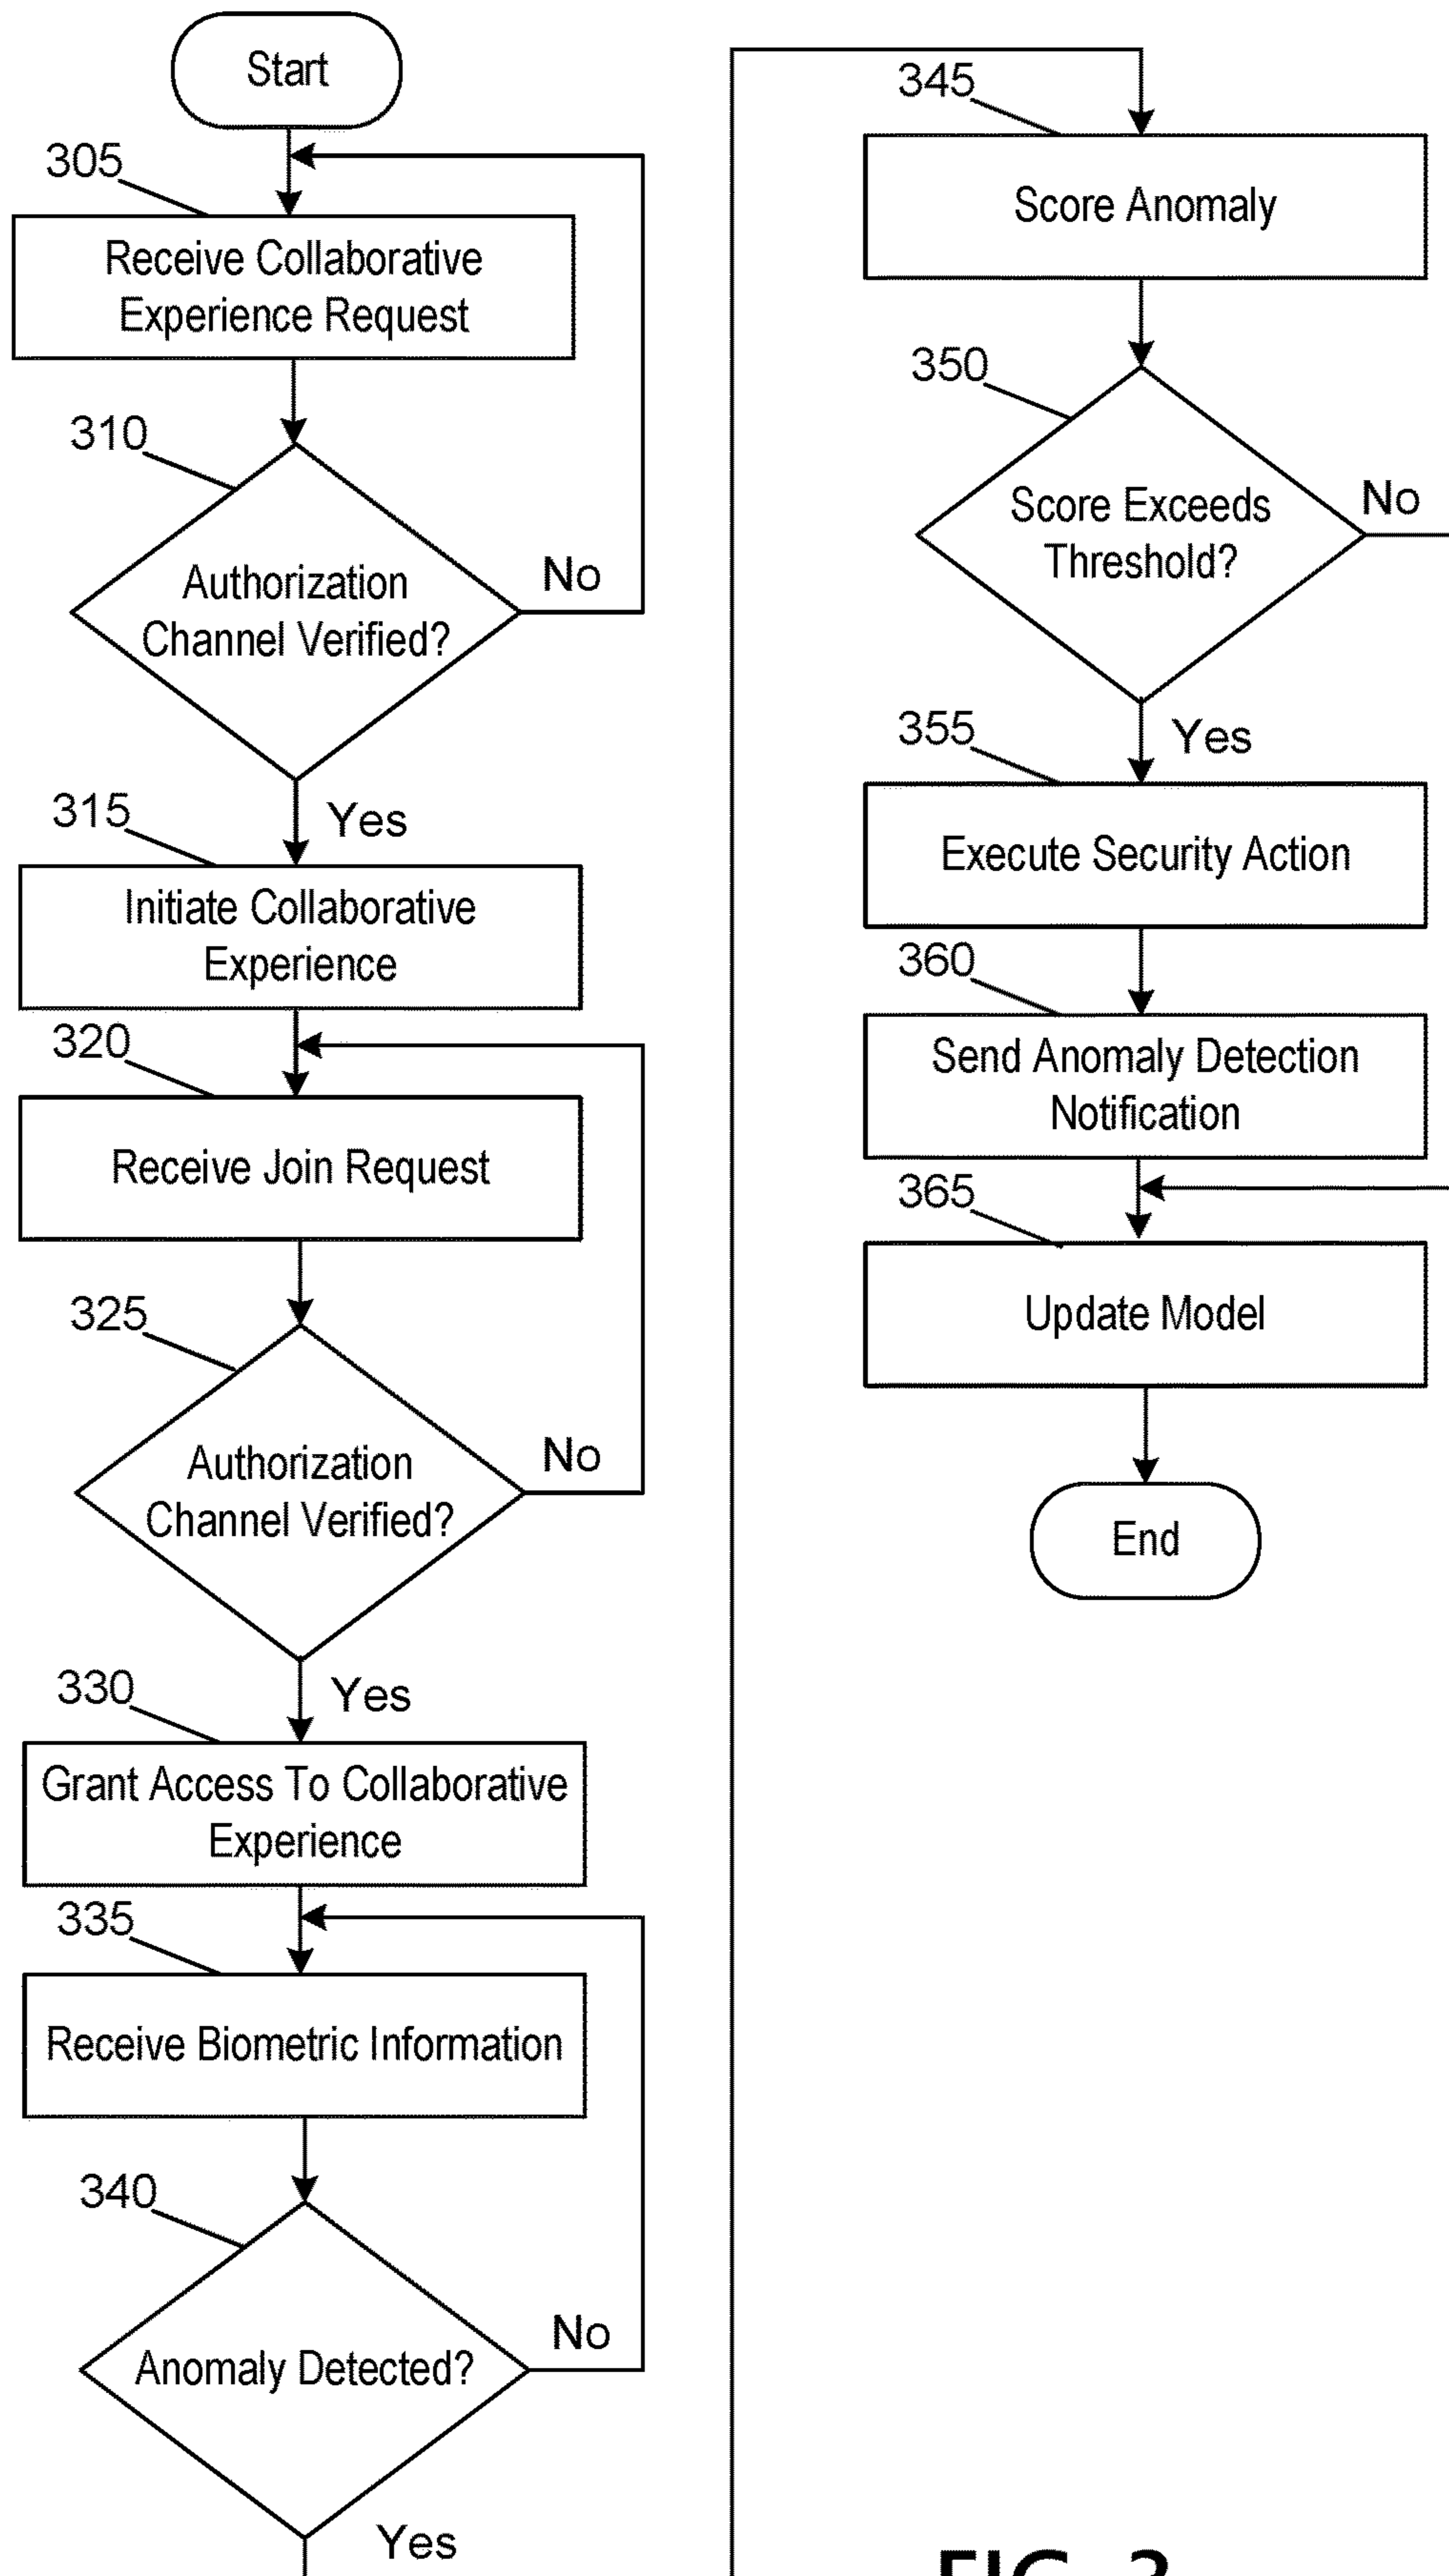 Start
305
Receive Collaborative
Experience Request
310
Authorization
Channel Verified?
No
Yes
315
Initiate Collaborative
Experience
320
Receive Join Request
325
Authorization
Channel Verified?
No
Yes
330
Grant Access To Collaborative
Experience
335
Receive Biometric Information
340
Anomaly Detected?
No
Yes
345
Score Anomaly
350
Score Exceeds
Threshold?
No
Yes
355
Execute Security Action
360
Send Anomaly Detection
Notification
365
Update Model
End
FIG. 3